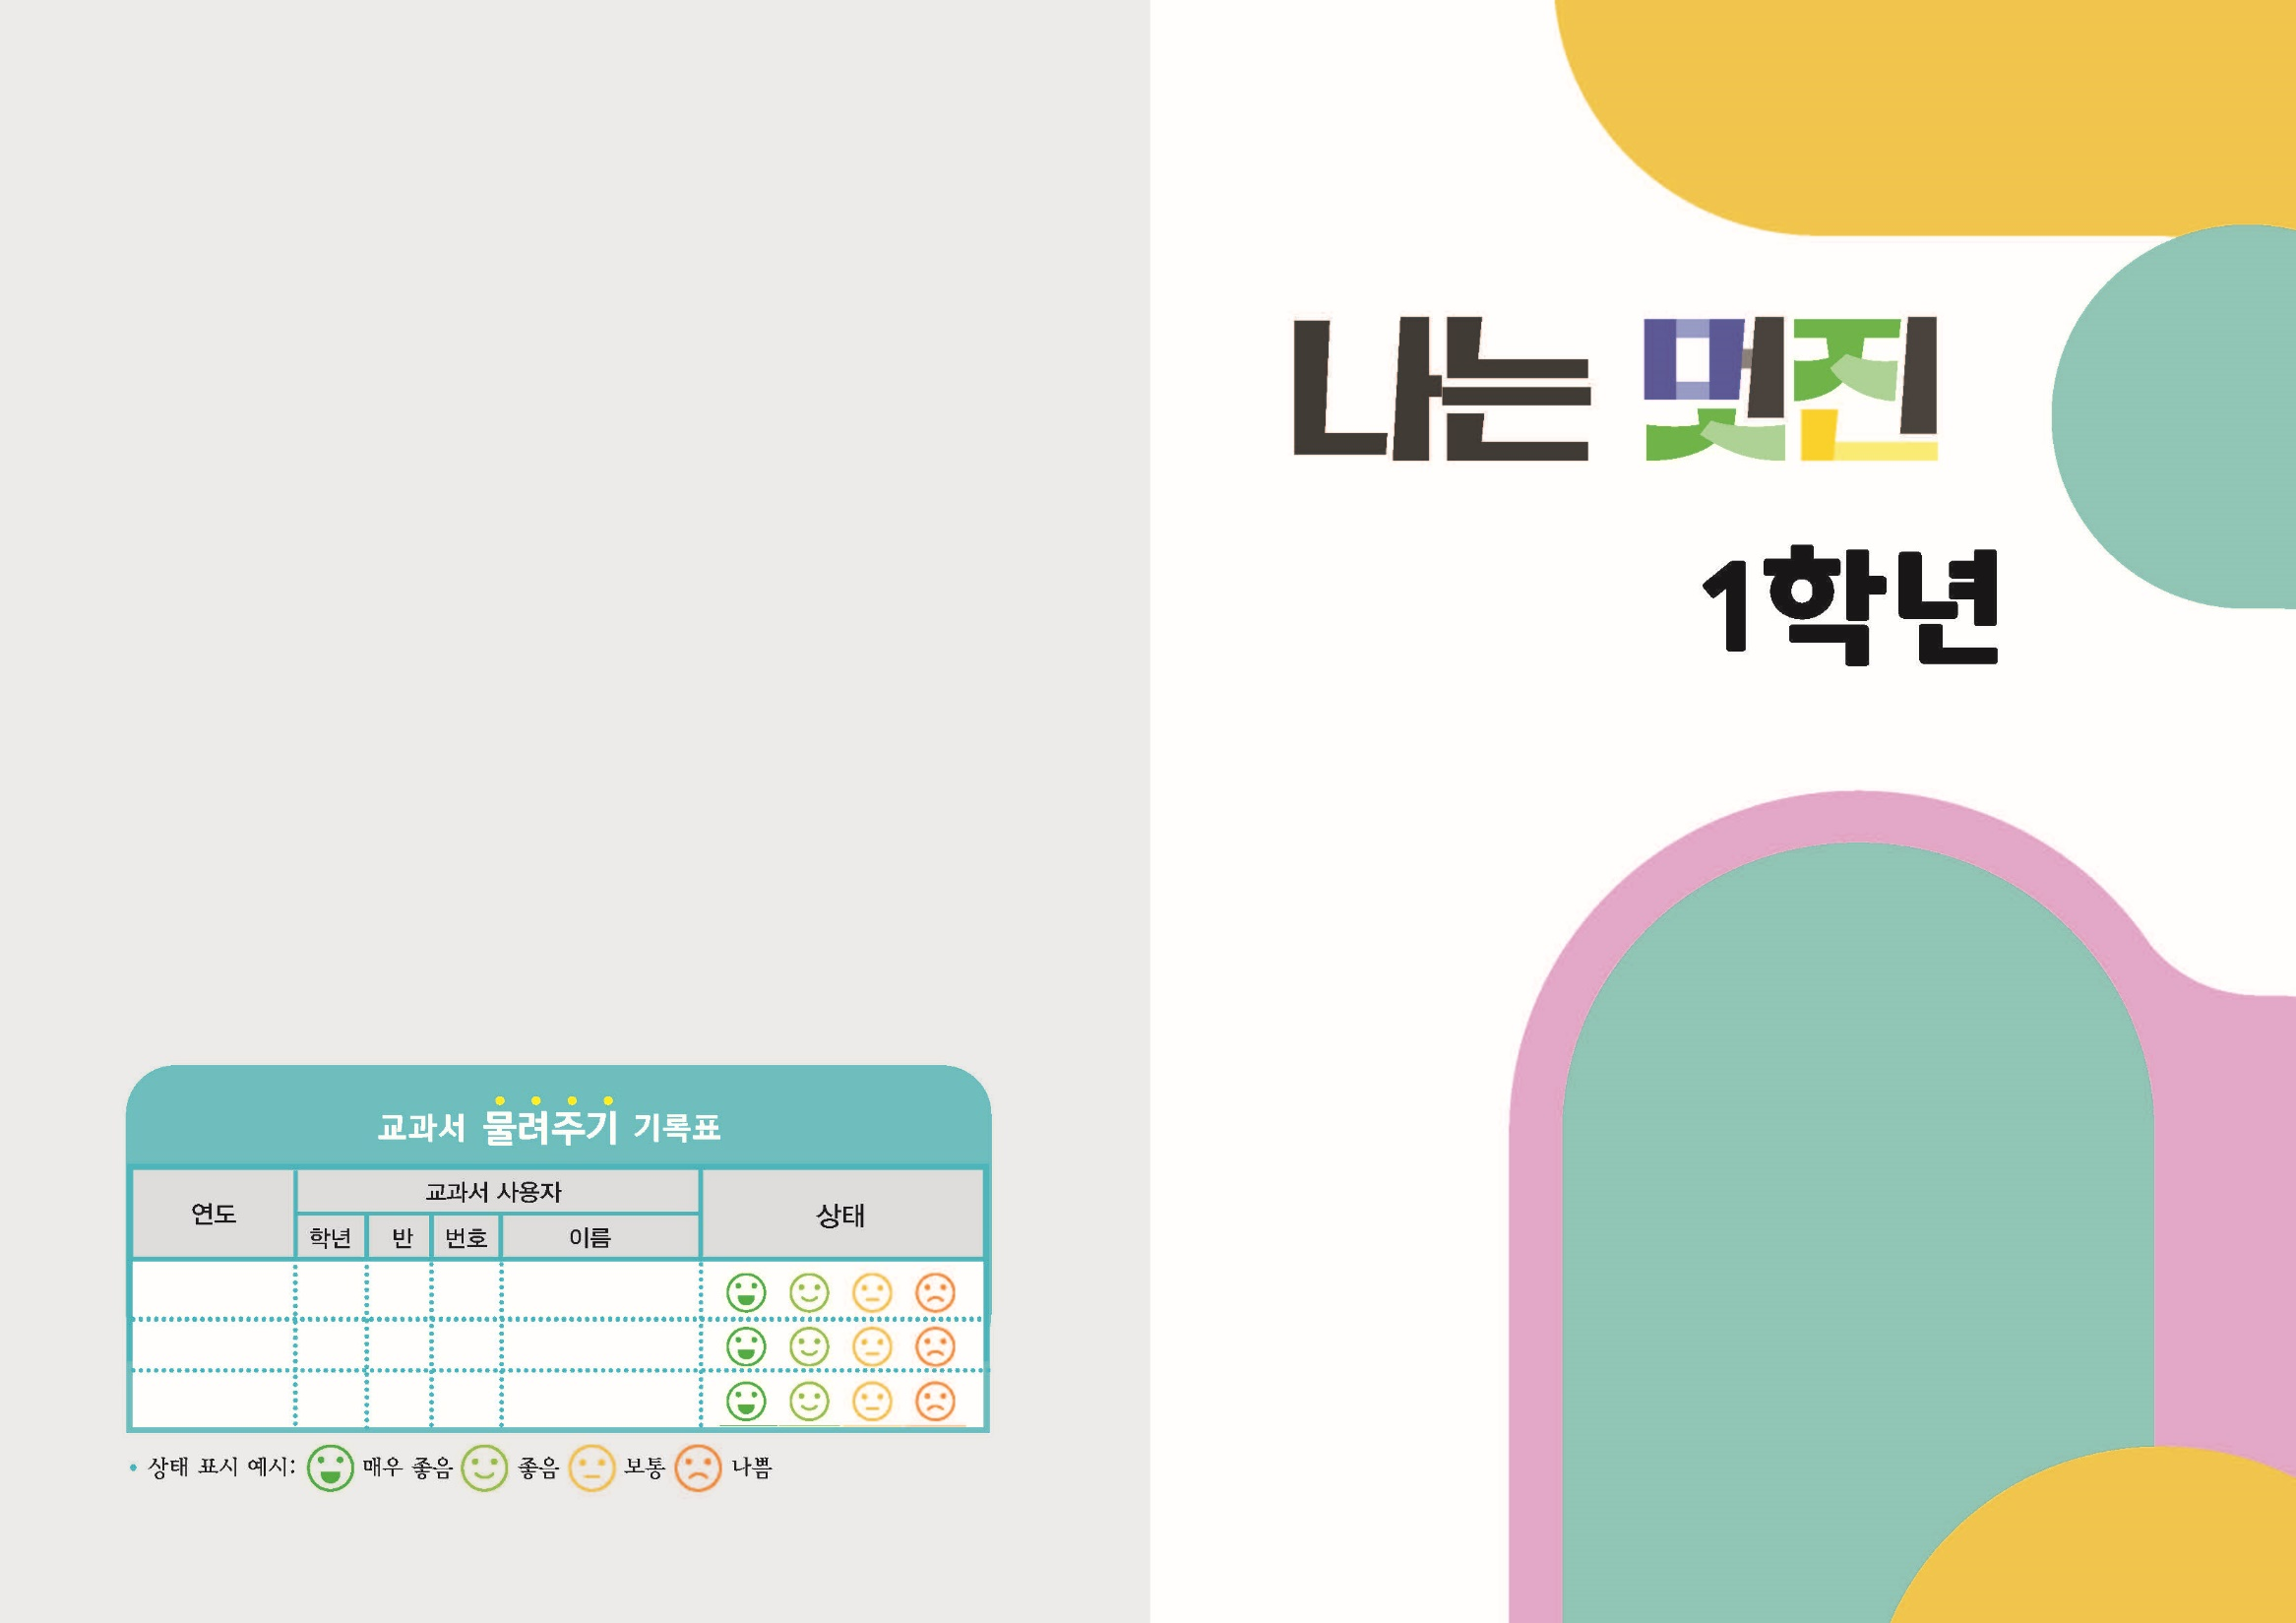 교과서 물려주기 기록표
연도
교과서 사용자
상태
학년 반 번호 이름
• 상태 표시 예시: 매우 좋음 좋음 보통 나쁨
나는 멋진
1학년